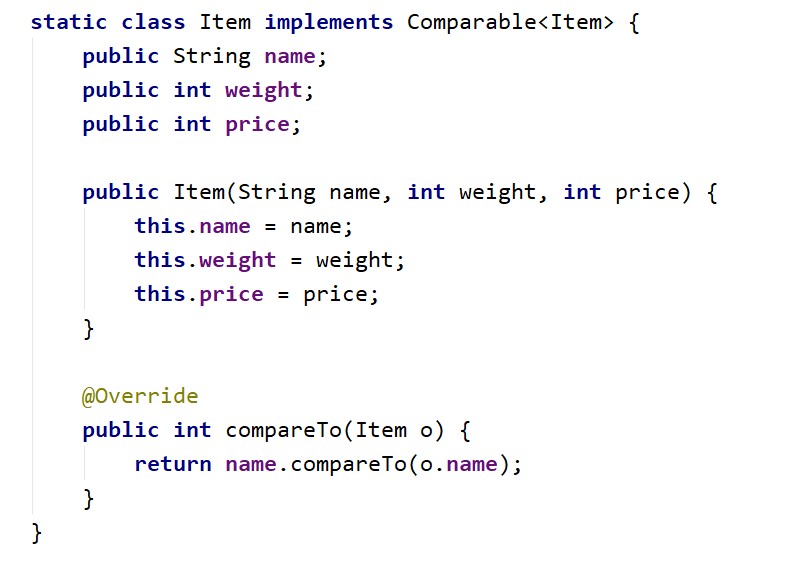 static class Item implements Comparable<Item> {
    public String name;
    public int weight;
    public int price;

    public Item(String name, int weight, int price) {
        this.name = name;
        this.weight = weight;
        this.price = price;
    }

    @Override
    public int compareTo(Item o) {
        return name.compareTo(o.name);
    }
}